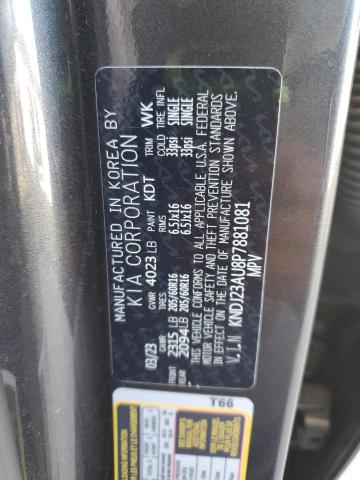 MANUFACTURED IN KOREA BY
KIA CORPORATION
03/23 GVWR 4023 LB PAINT KDT TRIM WK
GAWR TIRES RIMS COLD TIRE INFL
FRONT 2315 LB 205/60R16 6.5Jx16 33psi SINGLE
REAR 2094 LB 205/60R16 6.5Jx16 33psi SINGLE
THIS VEHICLE CONFORMS TO ALL APPLICABLE U.S.A. FEDERAL
MOTOR VEHICLE SAFETY AND THEFT PREVENTION STANDARDS
IN EFFECT ON THE DATE OF MANUFACTURE SHOWN ABOVE.
V.I.N KNDJ23AU8P7881081
MPV
T66